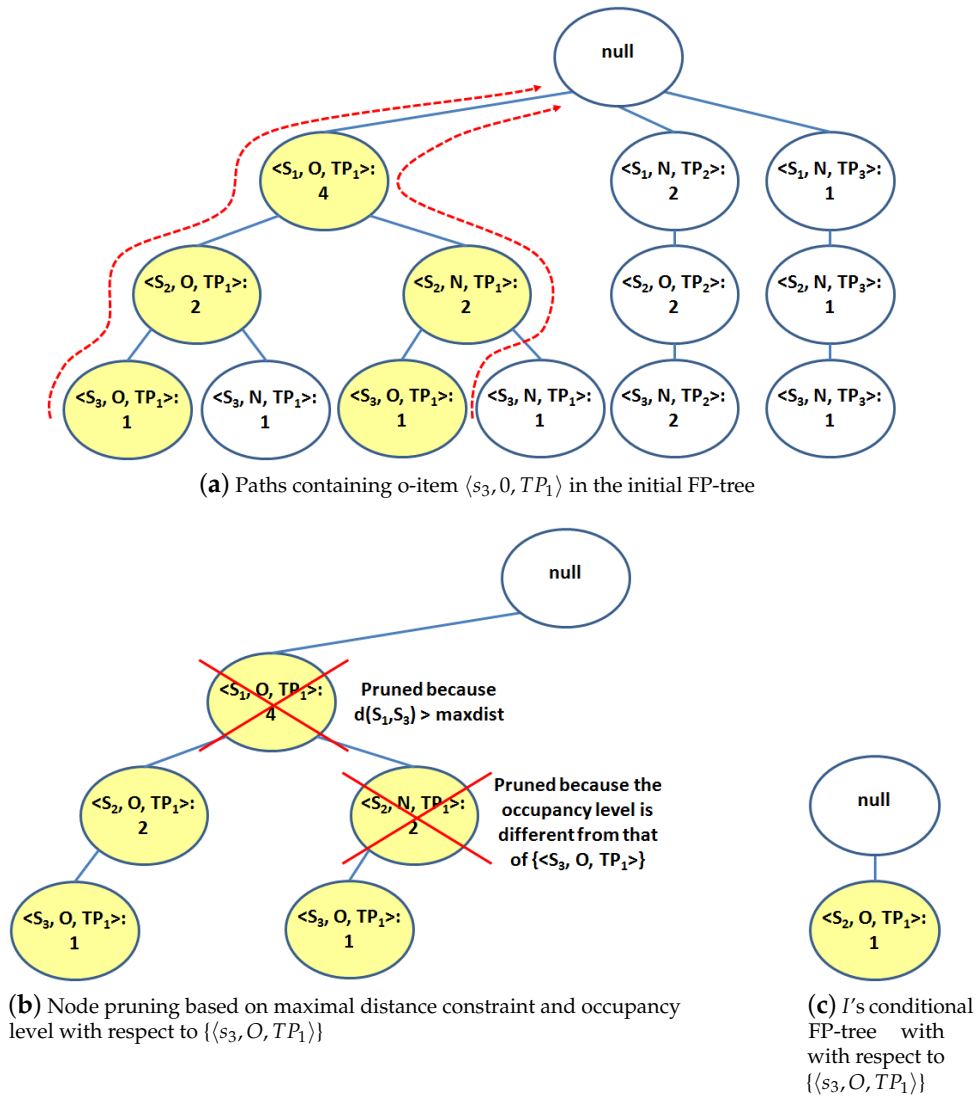 null
<S₁, O, TP₁>:
4
<S₁, N, TP₂>:
2
<S₁, N, TP₃>:
1
<S₂, O, TP₁>:
2
<S₂, N, TP₁>:
2
<S₂, O, TP₂>:
2
<S₂, N, TP₃>:
1
<S₃, O, TP₁>:
1
<S₃, N, TP₁>:
1
<S₃, O, TP₁>:
1
<S₃, N, TP₁>:
1
<S₃, N, TP₂>:
2
<S₃, N, TP₃>:
1
(a) Paths containing o-item ⟨s₃, 0, TP₁⟩ in the initial FP-tree
null
<S₁, O, TP₁>:
4
Pruned because
d(S₁,S₃) > maxdist
<S₂, O, TP₁>:
2
<S₂, N, TP₁>:
2
Pruned because the
occupancy level is
different from that
of {<S₃, O, TP₁>}
<S₃, O, TP₁>:
1
<S₃, O, TP₁>:
1
(b) Node pruning based on maximal distance constraint and occupancy
level with respect to {⟨s₃, O, TP₁⟩}
null
<S₂, O, TP₁>:
1
(c) I's conditional
FP-tree with
with respect to
{⟨s₃, O, TP₁⟩}